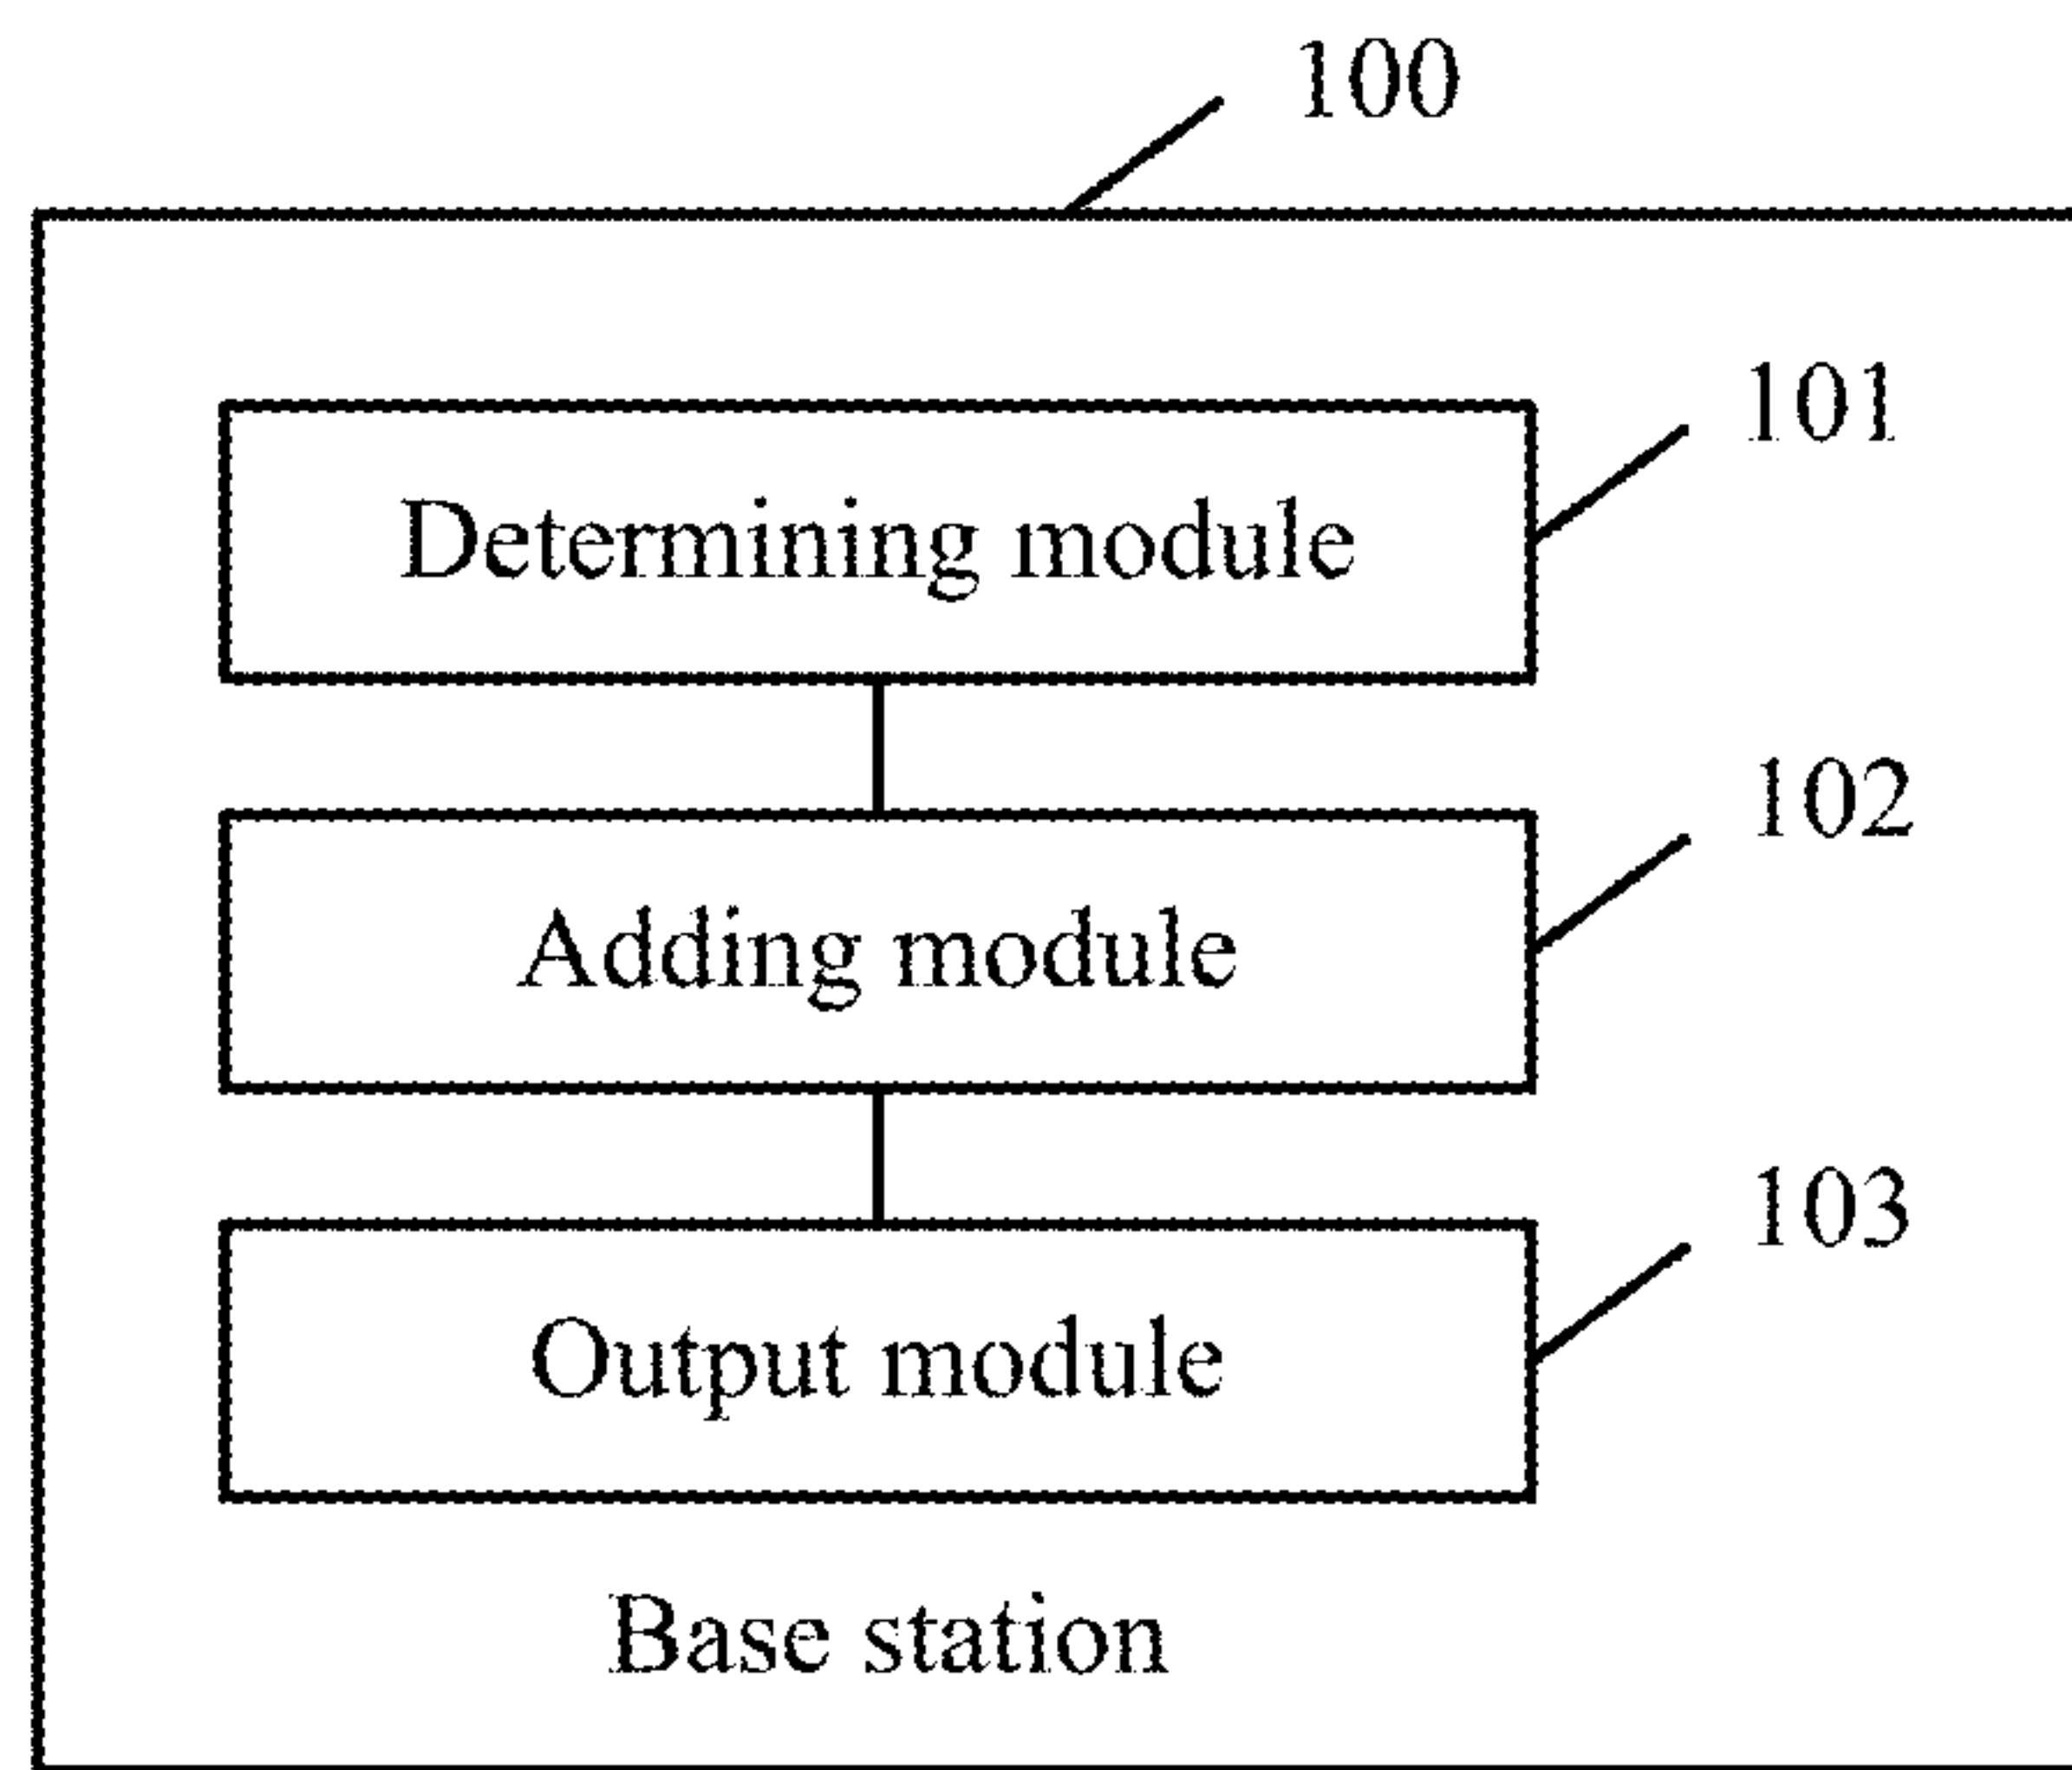 100
101
Determining module
102
Adding module
103
Output module
Base station